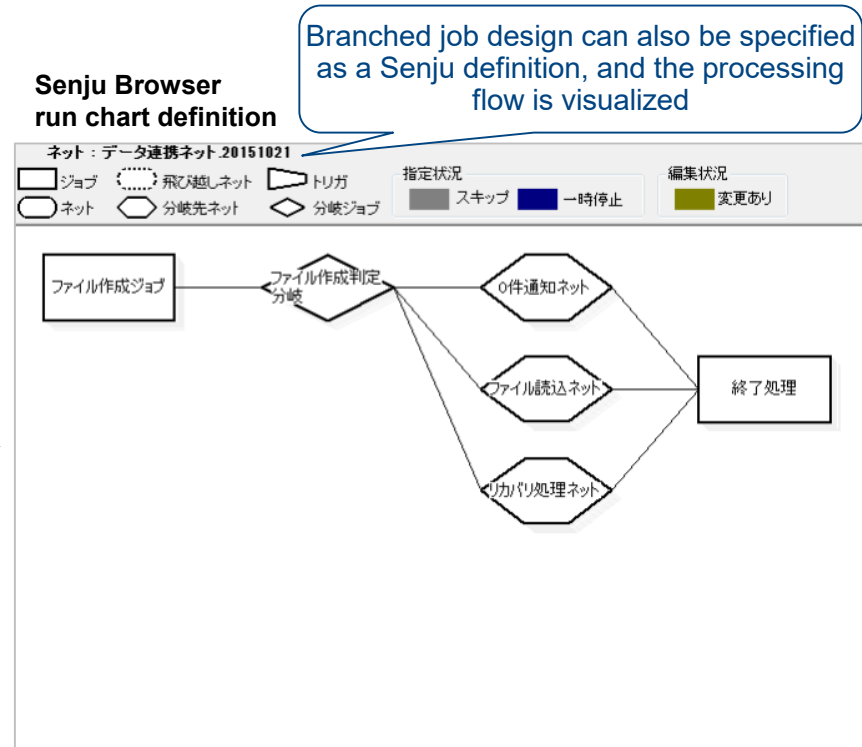 Branched job design can also be specified
as a Senju definition, and the processing
flow is visualized
Senju Browser
run chart definition
ネット：データ連携ネット.20151021
ジョブ 飛び越しネット トリガ
ネット 分岐先ネット 分岐ジョブ
指定状況
スキップ 一時停止
編集状況
変更あり
ファイル作成ジョブ
ファイル作成判定
分岐
0件通知ネット
ファイル読込ネット
リカバリ処理ネット
終了処理